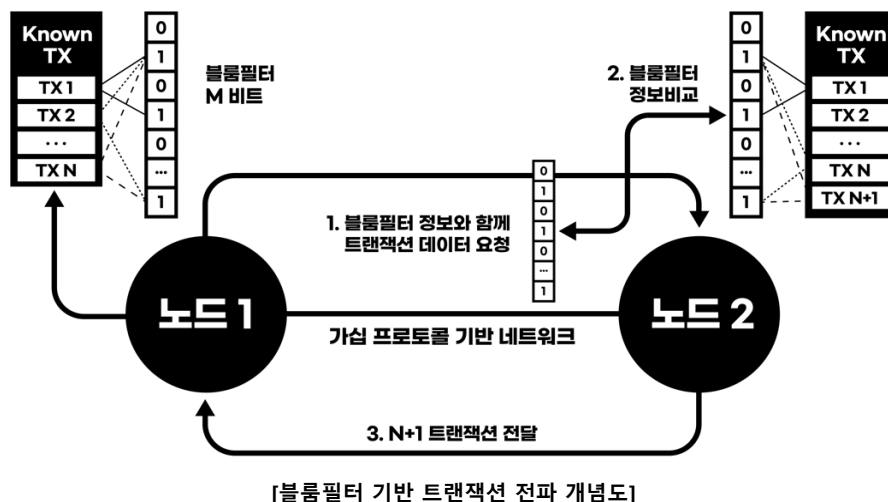 Known
TX
TX 1
TX 2
...
TX N
0
1
0
1
0
...
1
블룸필터
M 비트
2. 블룸필터
정보비교
0
1
0
1
0
...
1
Known
TX
TX 1
TX 2
...
TX N
TX N+1
1. 블룸필터 정보와 함께
트랜잭션 데이터 요청
0
1
0
1
0
...
1
노드 1
노드 2
가십 프로토콜 기반 네트워크
3. N+1 트랜잭션 전달
[블룸필터 기반 트랜잭션 전파 개념도]